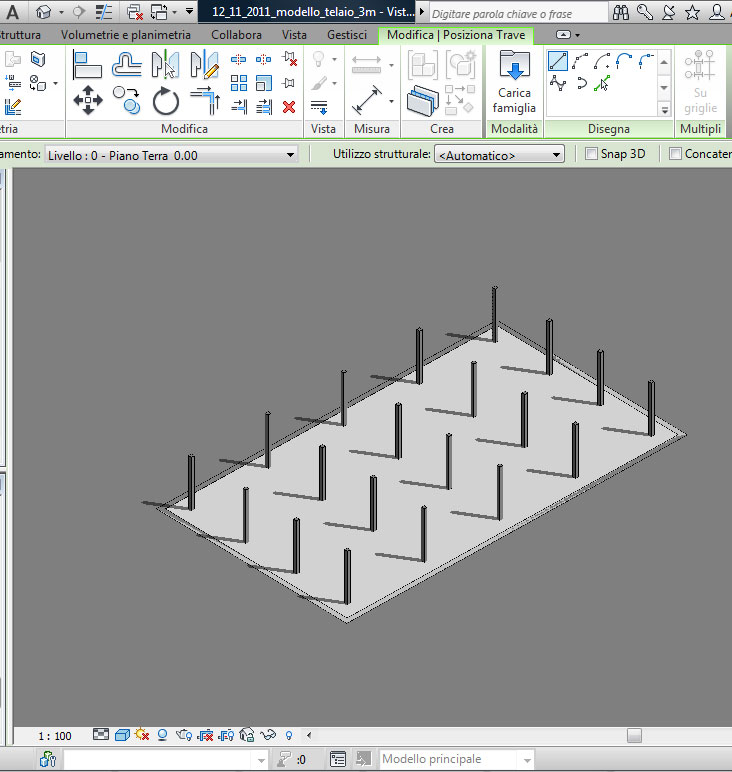 12_11_2011_modello_telaio_3m - Vist...
Digitare parola chiave o frase
truttura Volumetrie e planimetria Collabora Vista Gestisci Modifica | Posiziona Trave
Carica famiglia
Su griglie
etria Modifica Vista Misura Crea Modalità Disegna Multipli
amento: Livello : 0 - Piano Terra 0.00 Utilizzo strutturale: <Automatico> Snap 3D Concaten
1 : 100
:0 Modello principale